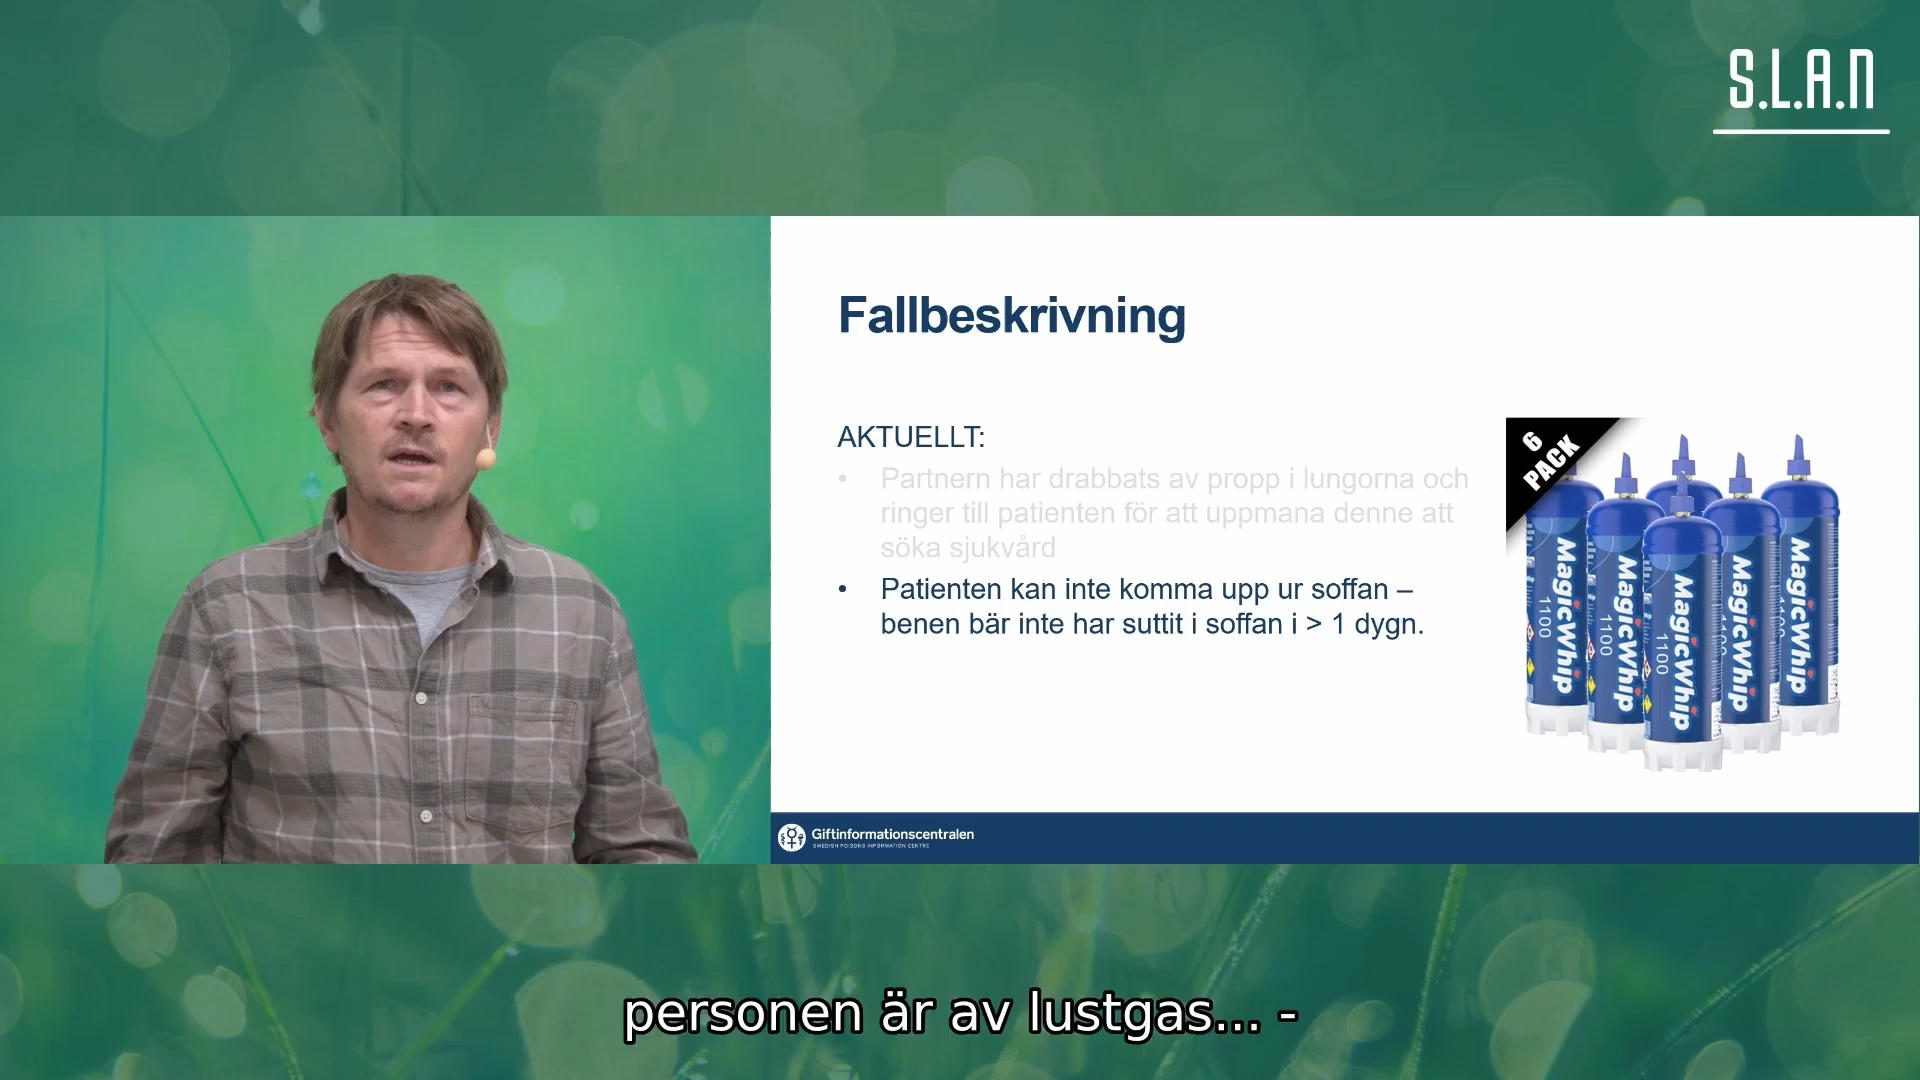 S.L.A.N
Fallbeskrivning
AKTUELLT:
• Partnern har drabbats av propp i lungorna och
ringer till patienten för att uppmana denne att
söka sjukvård
• Patienten kan inte komma upp ur soffan –
benen bär inte har suttit i soffan i > 1 dygn.
6
PACK
MagicWhip
1100
MagicWhip
1100
MagicWhip
1100
MagicWhip
1100
MagicWhip
1100
Giftinformationscentralen
SWEDISH POISONS INFORMATION CENTRE
personen är av lustgas... -